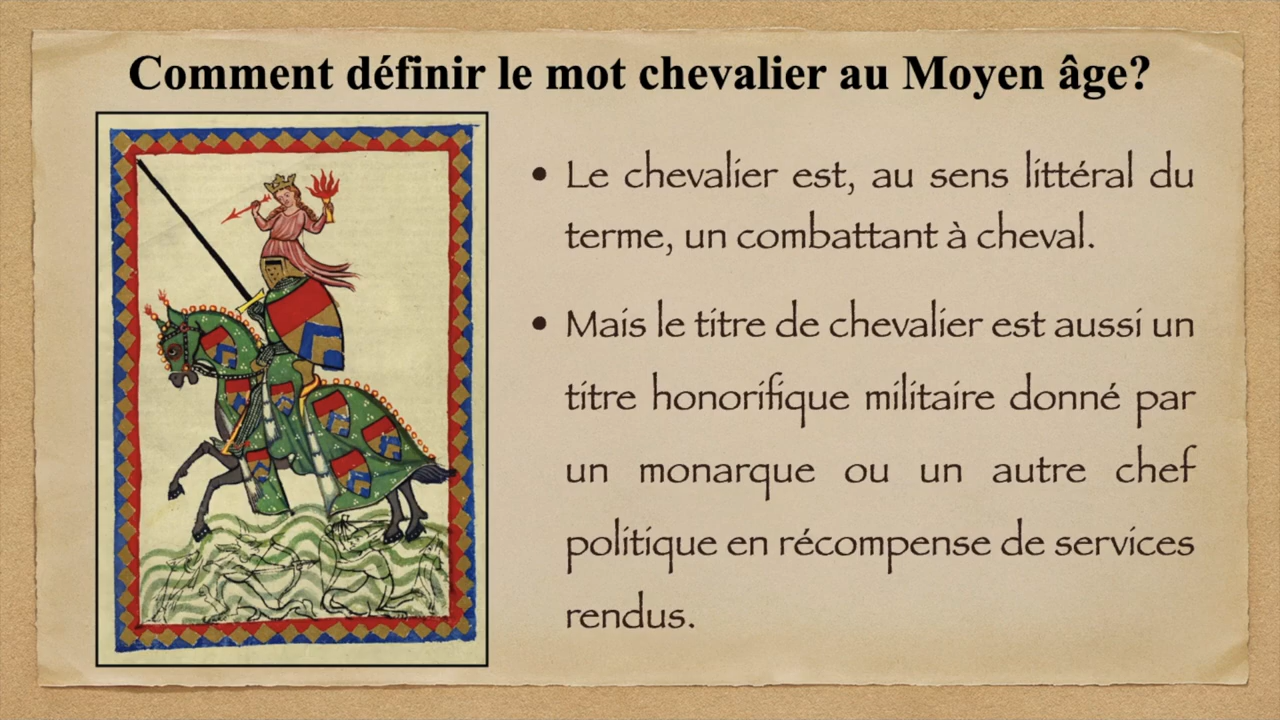 Comment définir le mot chevalier au Moyen âge?
• Le chevalier est, au sens littéral du
terme, un combattant à cheval.
• Mais le titre de chevalier est aussi un
titre honorifique militaire donné par
un monarque ou un autre chef
politique en récompense de services
rendus.